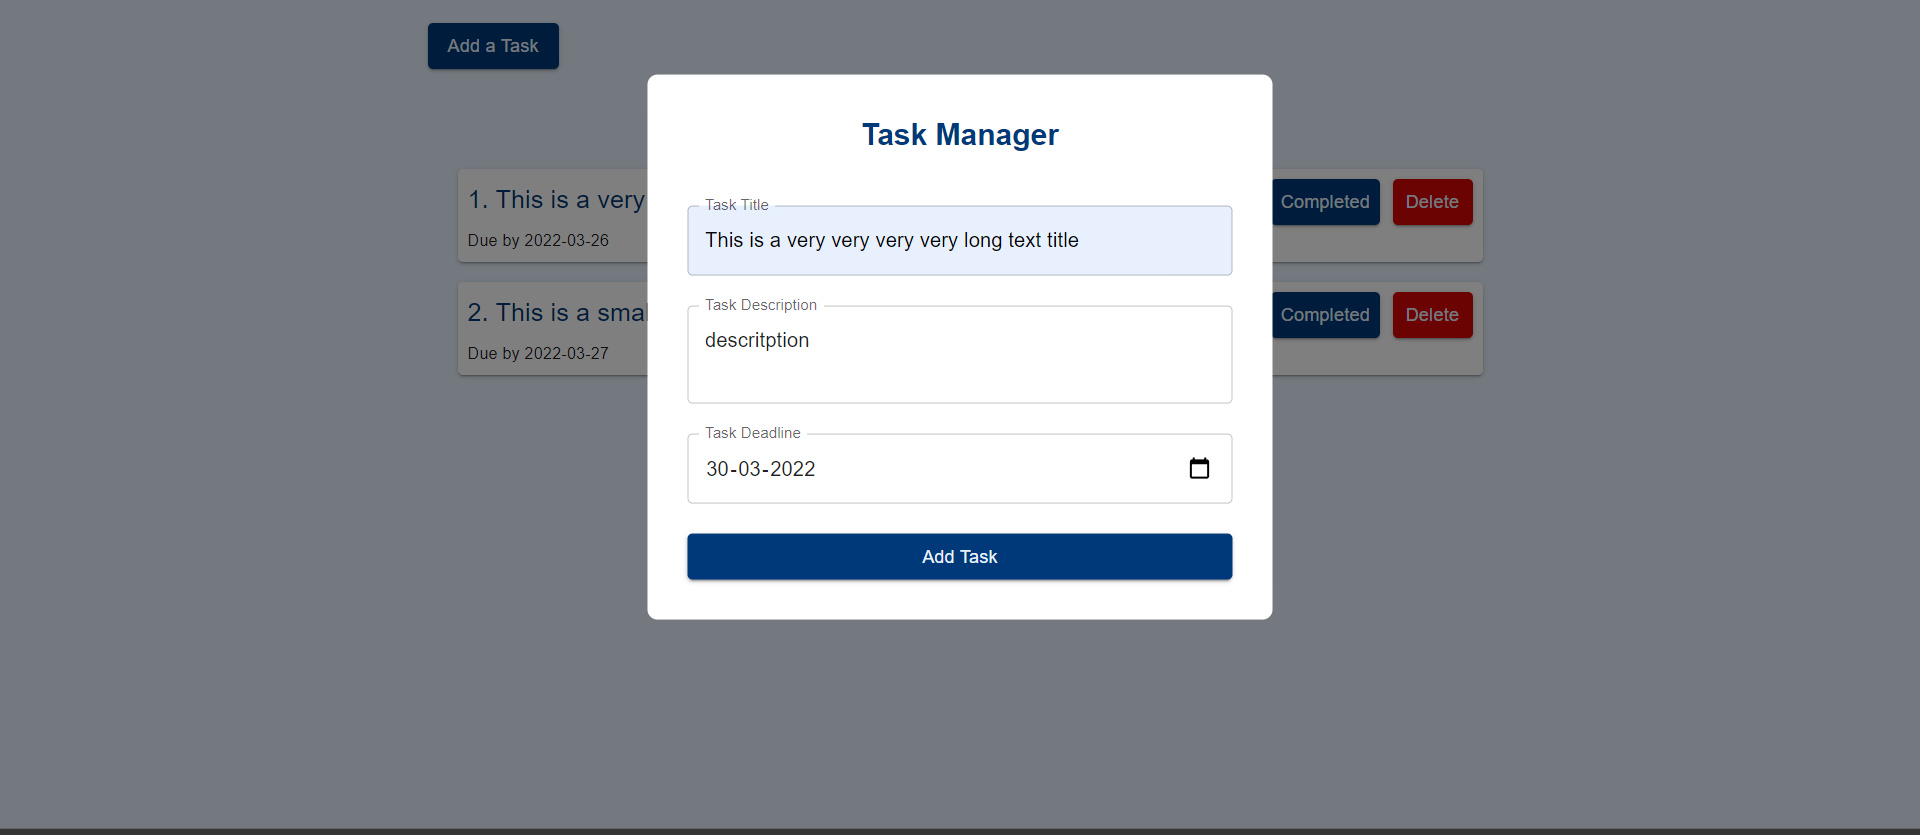 Add a Task
Task Manager
Task Title
This is a very very very very long text title
Task Description
descritption
Task Deadline
30-03-2022
Add Task
1. This is a very
Due by 2022-03-26
Completed
Delete
2. This is a
Due by 2022-03-27
Completed
Delete